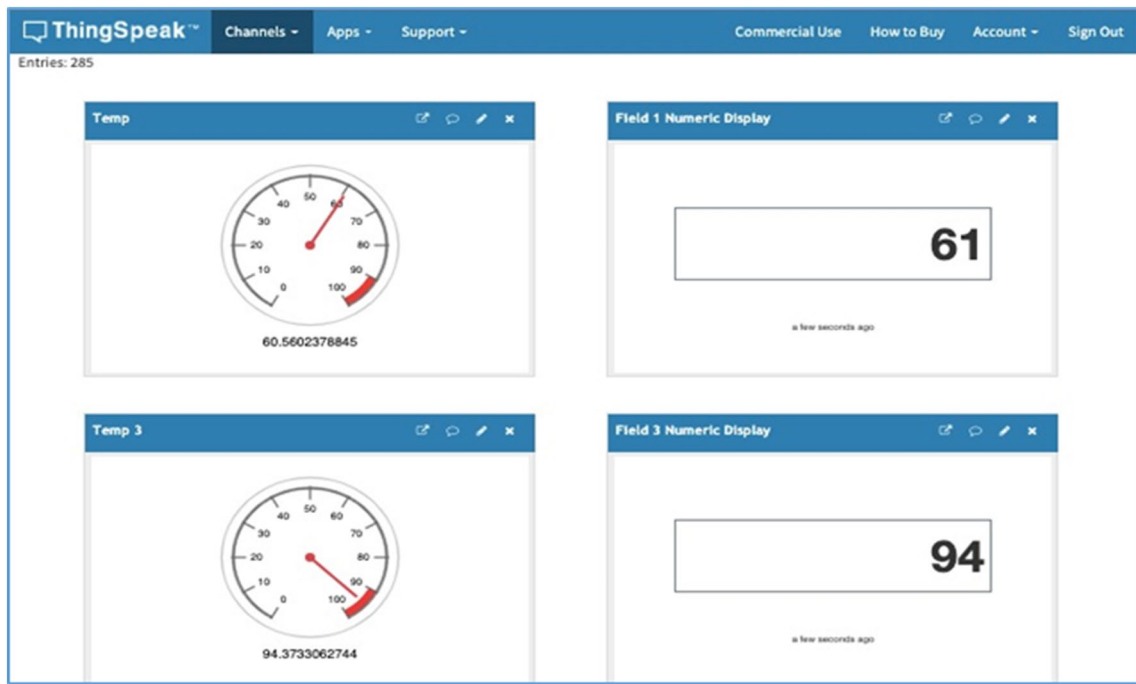 ThingSpeak™ Channels Apps Support Commercial Use How to Buy Account Sign Out
Entries: 285
Temp
50
40 60
30 70
20 80
10 90
0 100
60.5602378845
Field 1 Numeric Display
61
a few seconds ago
Temp 3
50
40 60
30 70
20 80
10 90
0 100
94.3733062744
Field 3 Numeric Display
94
a few seconds ago